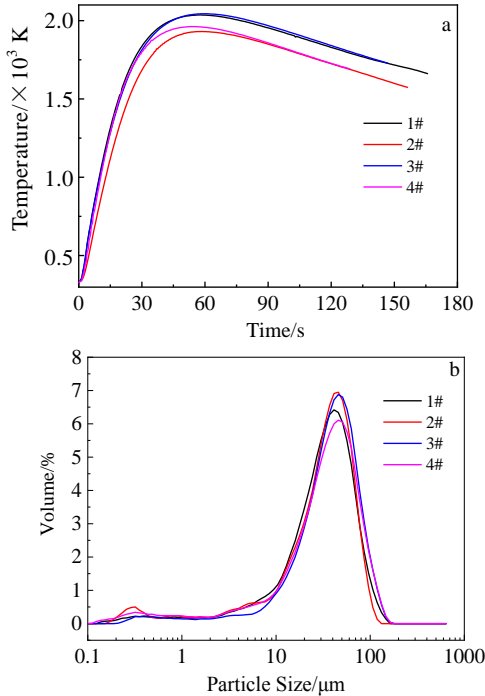 a
2.0
1.5
1.0
0.5
Temperature/×10³ K
1#
2#
3#
4#
0 30 60 90 120 150 180
Time/s
b
8
7
6
5
4
3
2
1
0
Volume/%
1#
2#
3#
4#
0.1 1 10 100 1000
Particle Size/μm